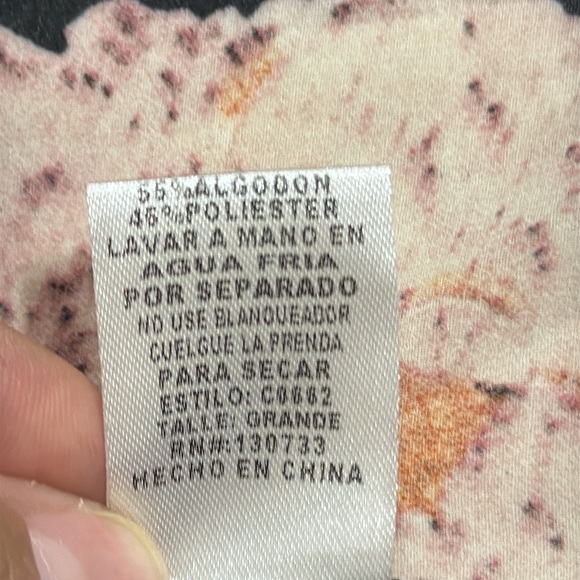 55%ALGODON
45%POLIESTER
LAVAR A MANO EN
AGUA FRIA
POR SEPARADO
NO USE BLANQUEADOR
CUELGUE LA PRENDA
PARA SECAR
ESTILO: C0662
TALLE: GRANDE
RN#:130733
HECHO EN CHINA